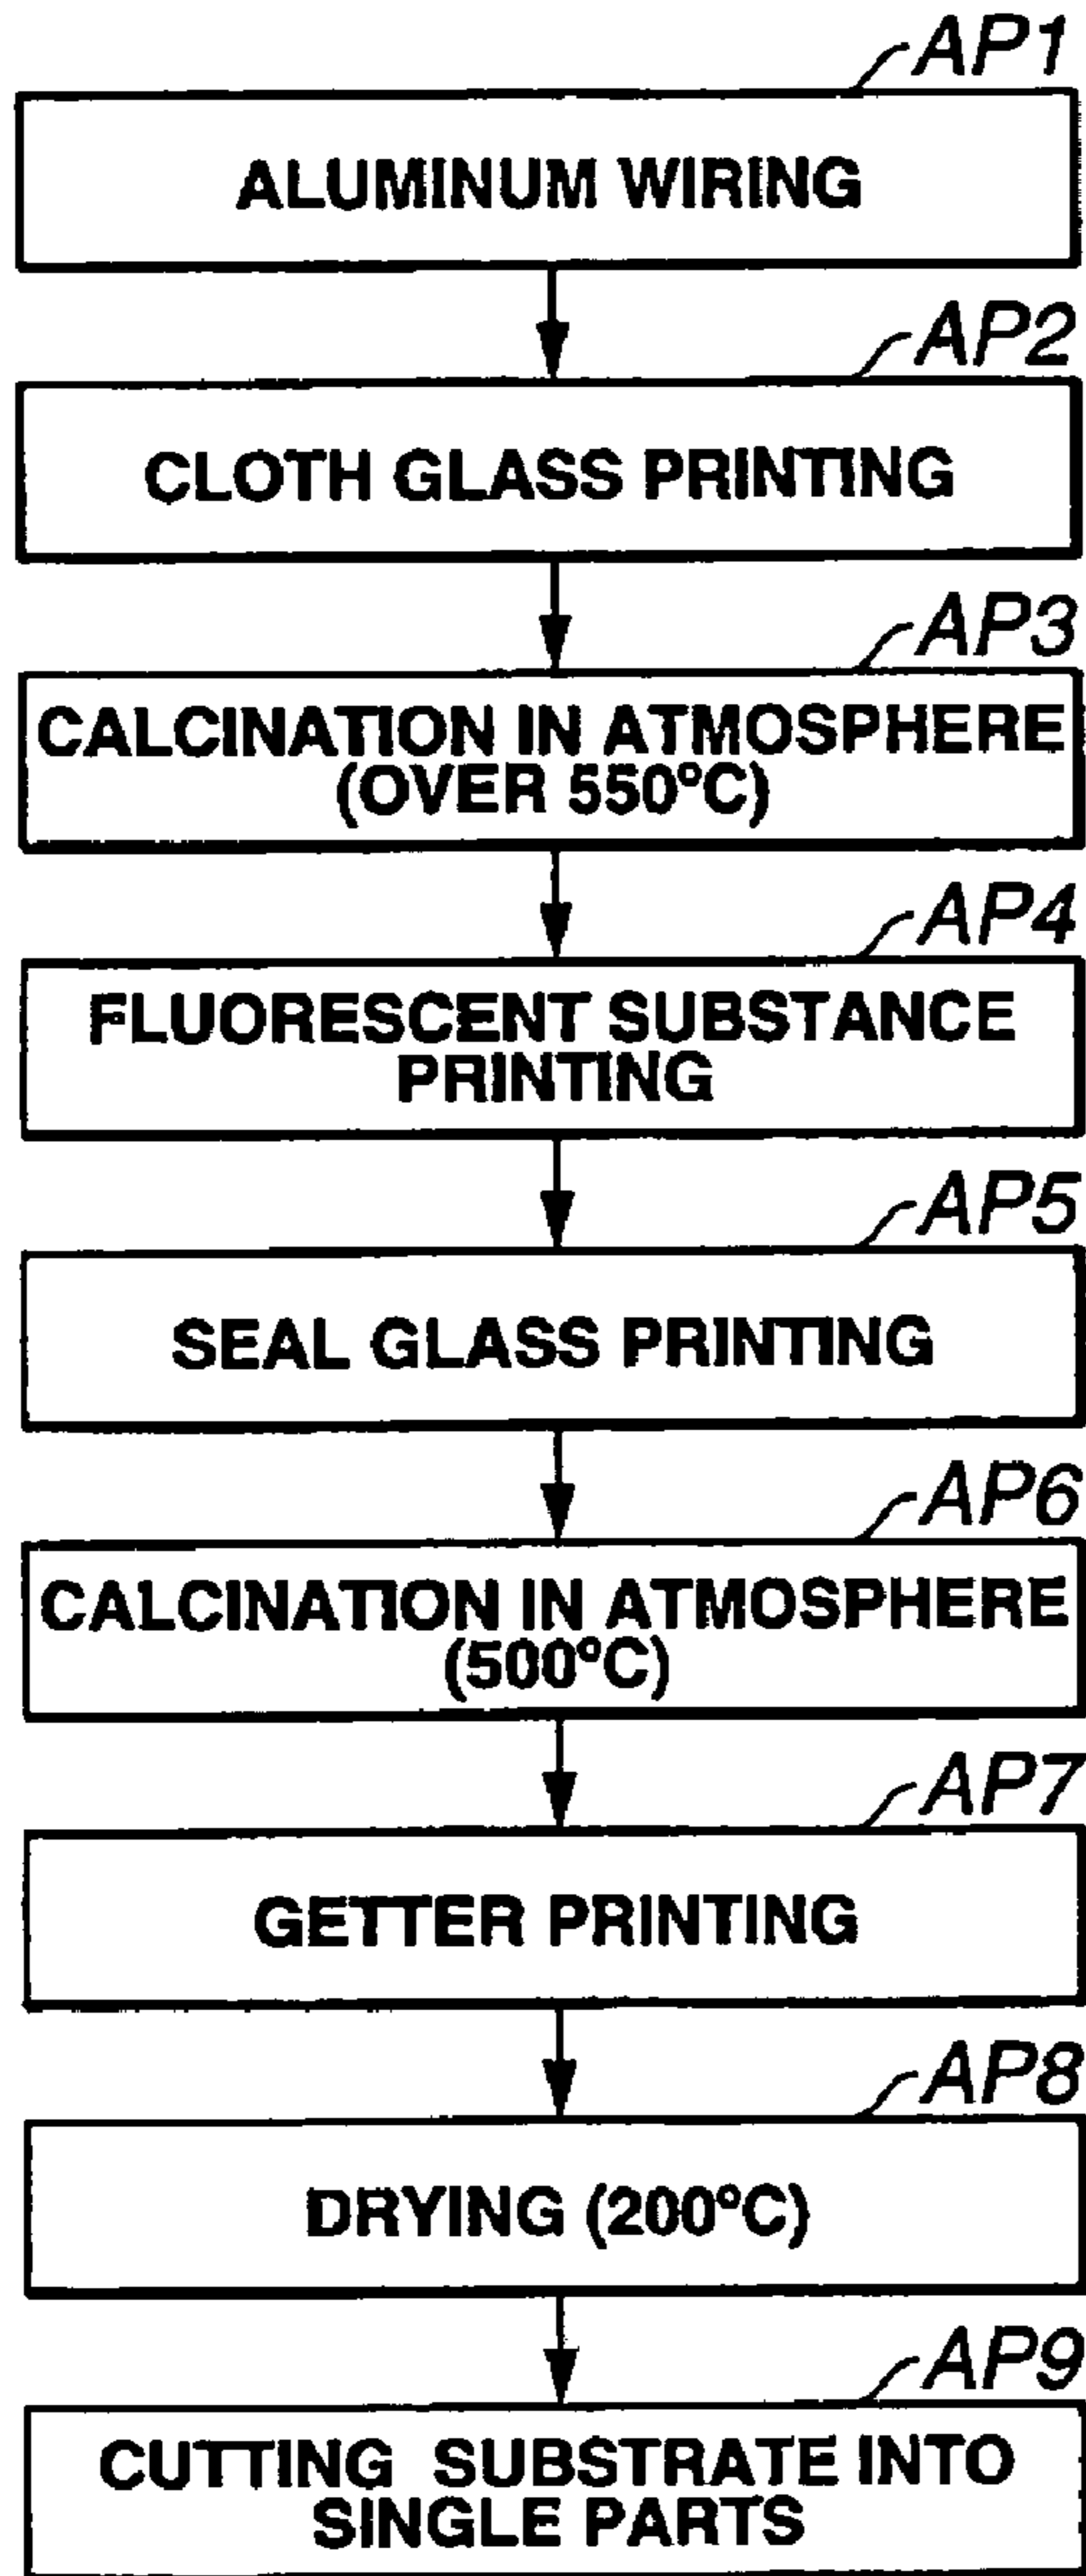 AP1
ALUMINUM WIRING
AP2
CLOTH GLASS PRINTING
AP3
CALCINATION IN ATMOSPHERE
(OVER 550°C)
AP4
FLUORESCENT SUBSTANCE
PRINTING
AP5
SEAL GLASS PRINTING
AP6
CALCINATION IN ATMOSPHERE
(500°C)
AP7
GETTER PRINTING
AP8
DRYING (200°C)
AP9
CUTTING SUBSTRATE INTO
SINGLE PARTS